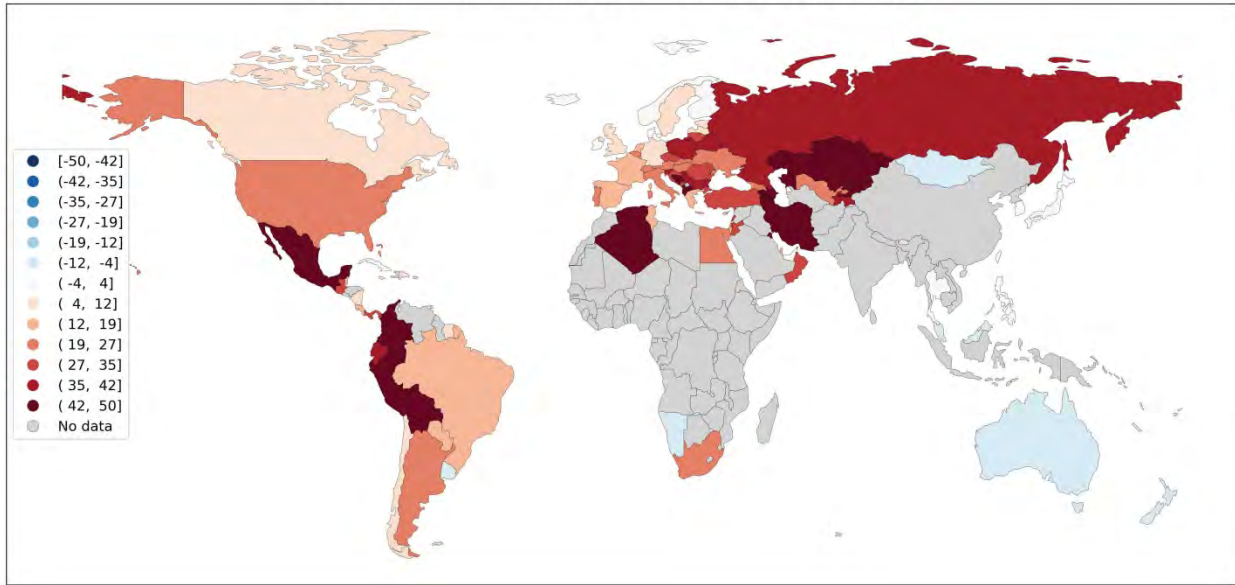 [-50, -42]
(-42, -35]
(-35, -27]
(-27, -19]
(-19, -12]
(-12, -4]
( -4, 4]
( 4, 12]
( 12, 19]
( 19, 27]
( 27, 35]
( 35, 42]
( 42, 50]
No data